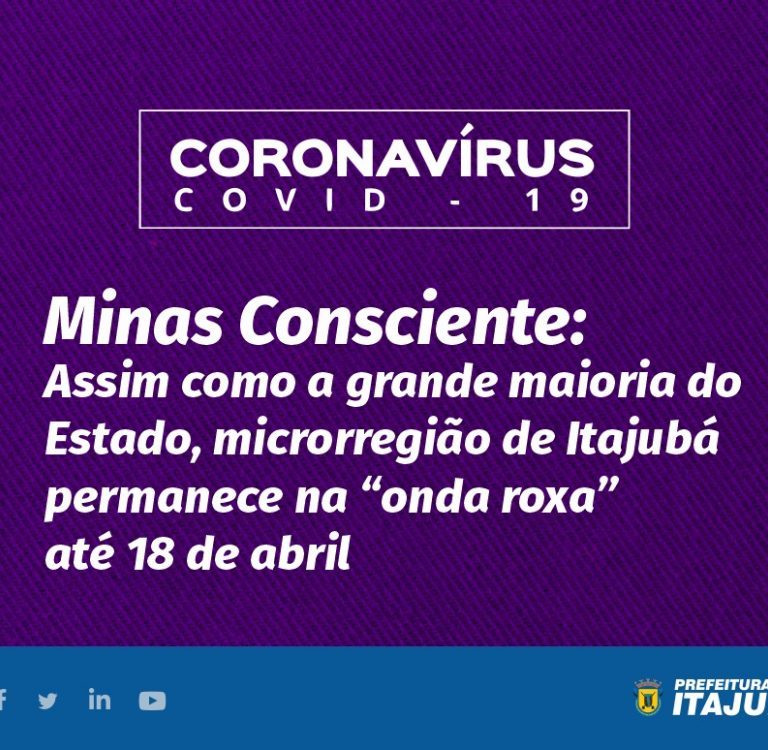 CORONAVÍRUS
COVID - 19
Minas Consciente:
Assim como a grande maioria do
Estado, microrregião de Itajubá
permanece na “onda roxa”
até 18 de abril
PREFEITURA
ITAJU